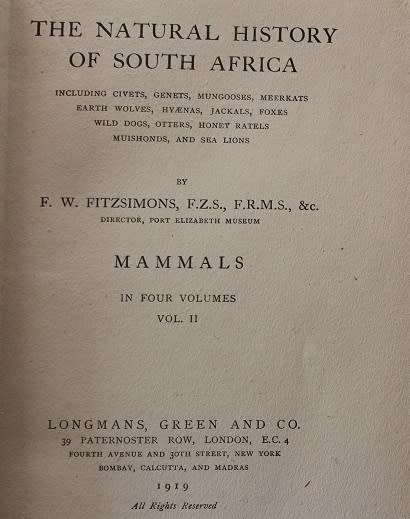 THE NATURAL HISTORY
OF SOUTH AFRICA
INCLUDING CIVETS, GENETS, MUNGOOSES, MEERKATS
EARTH WOLVES, HYÆNAS, JACKALS, FOXES
WILD DOGS, OTTERS, HONEY RATELS
MUISHONDS, AND SEA LIONS
BY
F. W. FITZSIMONS, F.Z.S., F.R.M.S., &c.
DIRECTOR, PORT ELIZABETH MUSEUM
MAMMALS
IN FOUR VOLUMES
VOL. II
LONGMANS, GREEN AND CO.
39 PATERNOSTER ROW, LONDON, E.C. 4
FOURTH AVENUE AND 30TH STREET, NEW YORK
BOMBAY, CALCUTTA, AND MADRAS
1919
All Rights Reserved